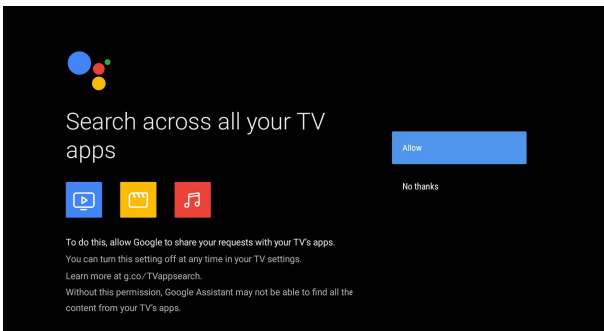 Search across all your TV
apps
Allow
No thanks
To do this, allow Google to share your requests with your TV's apps.
You can turn this setting off at any time in your TV settings.
Learn more at g.co/TVappsearch.
Without this permission, Google Assistant may not be able to find all the
content from your TV's apps.